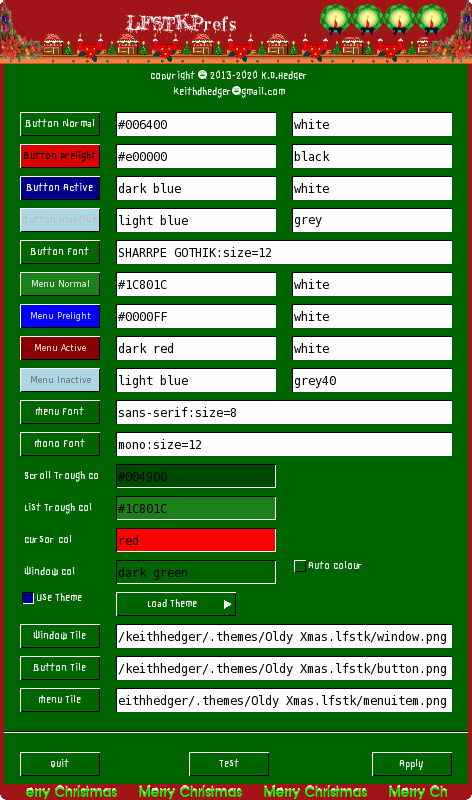 LFSTKPrefs
copyright © 2013-2020 K.D.Hedger
keithdhedger@gmail.com
Button Normal #006400 white
Button Prelight #e00000 black
Button Active dark blue white
Button Inactive light blue grey
Button Font SHARRPE GOTHIK:size=12
Menu Normal #1C801C white
Menu Prelight #0000FF white
Menu Active dark red white
Menu Inactive light blue grey40
Menu Font sans-serif:size=8
Mono Font mono:size=12
Scroll Trough Co #004900
List Trough Col #1C801C
Cursor Col red
Window Col dark green Auto colour
Use Theme Load Theme
Window Tile /keithhedger/.themes/Oldy Xmas.lfstk/window.png
Button Tile /keithhedger/.themes/Oldy Xmas.lfstk/button.png
Menu Tile eithhedger/.themes/Oldy Xmas.lfstk/menuitem.png
Quit Test Apply
erry Christmas Merry Christmas Merry Christmas Merry Ch